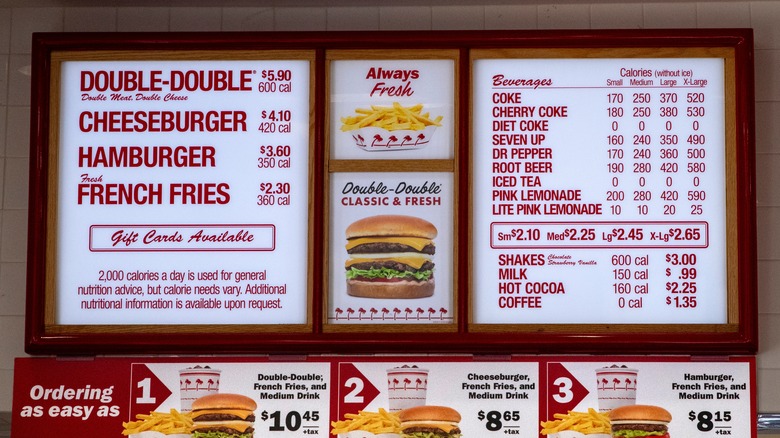 DOUBLE-DOUBLE® $5.90
Double Meat, Double Cheese 600 cal
CHEESEBURGER $4.10
420 cal
HAMBURGER $3.60
350 cal
Fresh
FRENCH FRIES $2.30
360 cal
Gift Cards Available
2,000 calories a day is used for general
nutrition advice, but calorie needs vary. Additional
nutritional information is available upon request.
Always
Fresh
Double-Double®
CLASSIC & FRESH
Beverages Calories (without ice)
Small Medium Large X-Large
COKE 170 250 370 520
CHERRY COKE 180 250 380 530
DIET COKE 0 0 0 0
SEVEN UP 160 240 350 490
DR PEPPER 170 240 360 500
ROOT BEER 190 280 420 580
ICED TEA 0 0 0 0
PINK LEMONADE 200 280 420 590
LITE PINK LEMONADE 10 10 20 25
Sm$2.10 Med$2.25 Lg$2.45 X-Lg$2.65
SHAKES Chocolate Strawberry Vanilla 600 cal $3.00
MILK 150 cal $ .99
HOT COCOA 160 cal $2.25
COFFEE 0 cal $1.35
Ordering
as easy as
1
Double-Double,
French Fries, and
Medium Drink
$10.45
+tax
2
Cheeseburger,
French Fries, and
Medium Drink
$8.65
+tax
3
Hamburger,
French Fries, and
Medium Drink
$8.15
+tax